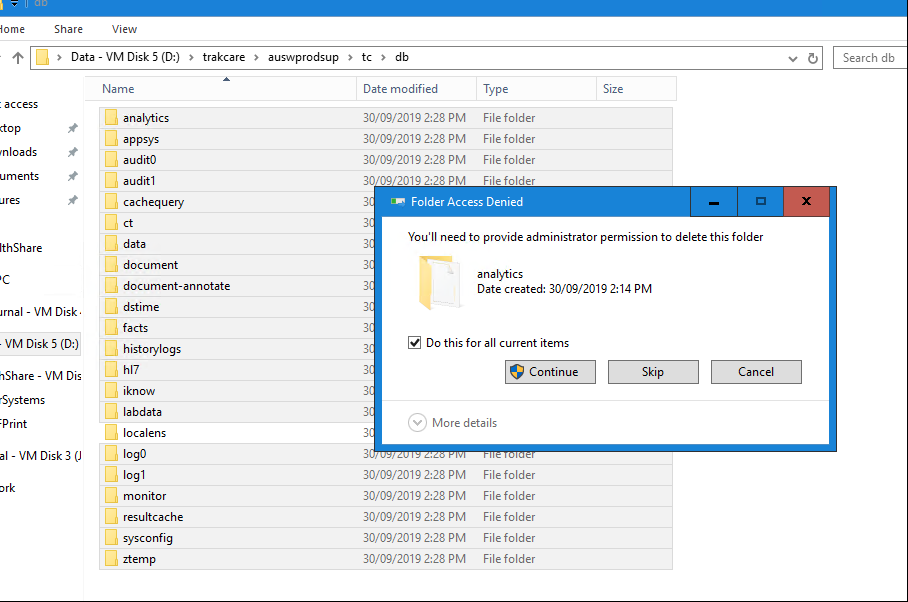 db
Home Share View
Data - VM Disk 5 (D:) > trakcare > auswprodsup > tc > db
Search db
Name Date modified Type Size
access
analytics 30/09/2019 2:28 PM File folder
ktop
appsys 30/09/2019 2:28 PM File folder
wnloads
audit0 30/09/2019 2:28 PM File folder
uments
audit1 30/09/2019 2:28 PM File folder
ures
cachequery 30
ct 30
lthShare
data 30
document 30
PC
document-annotate 30
urnal - VM Disk
dstime 30
facts 30
- VM Disk 5 (D:)
historylogs 30
hl7 30
hShare - VM Dis
iknow 30
rSystems
labdata 30
FPrint
localens 30
log0 30/09/2019 2:28 PM File folder
al - VM Disk 3 (J
log1 30/09/2019 2:28 PM File folder
ork
monitor 30/09/2019 2:28 PM File folder
resultcache 30/09/2019 2:28 PM File folder
sysconfig 30/09/2019 2:28 PM File folder
ztemp 30/09/2019 2:28 PM File folder
Folder Access Denied
You'll need to provide administrator permission to delete this folder
analytics
Date created: 30/09/2019 2:14 PM
Do this for all current items
Continue Skip Cancel
More details